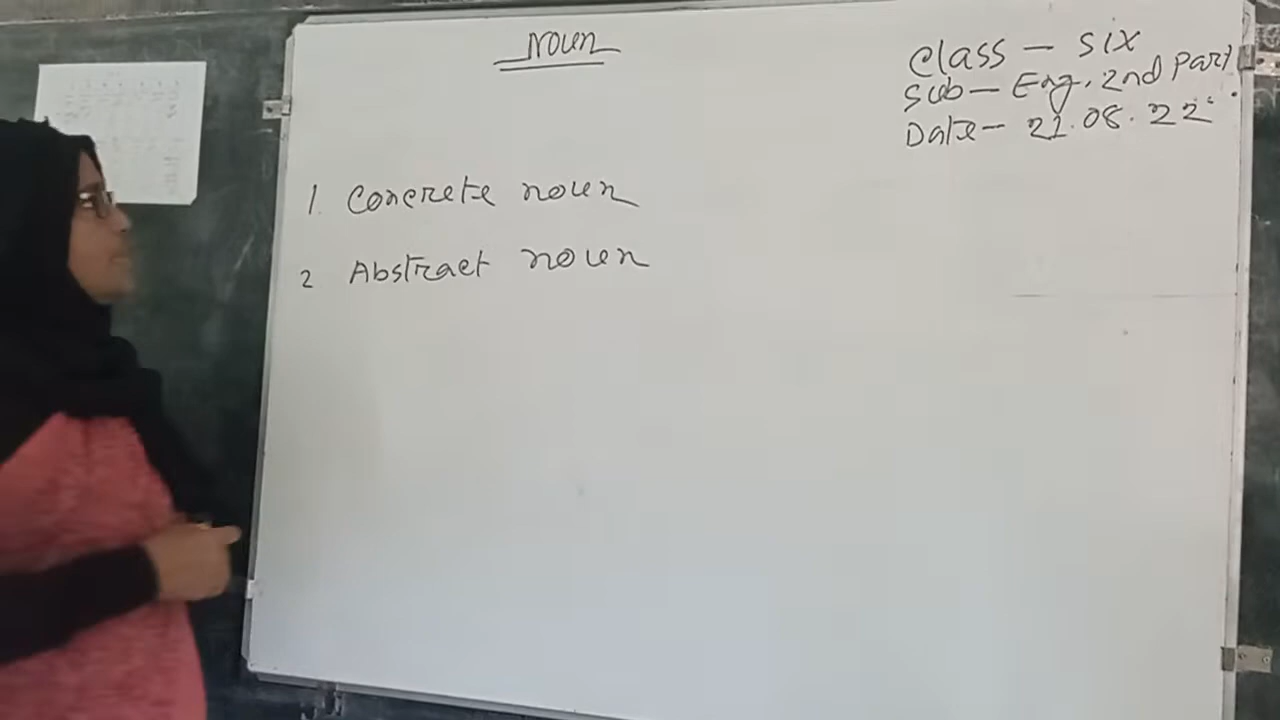 Noun
Class - Six
Sub - Eng. 2nd Part
Date - 21.08.22
1. Concrete noun
2 Abstract noun